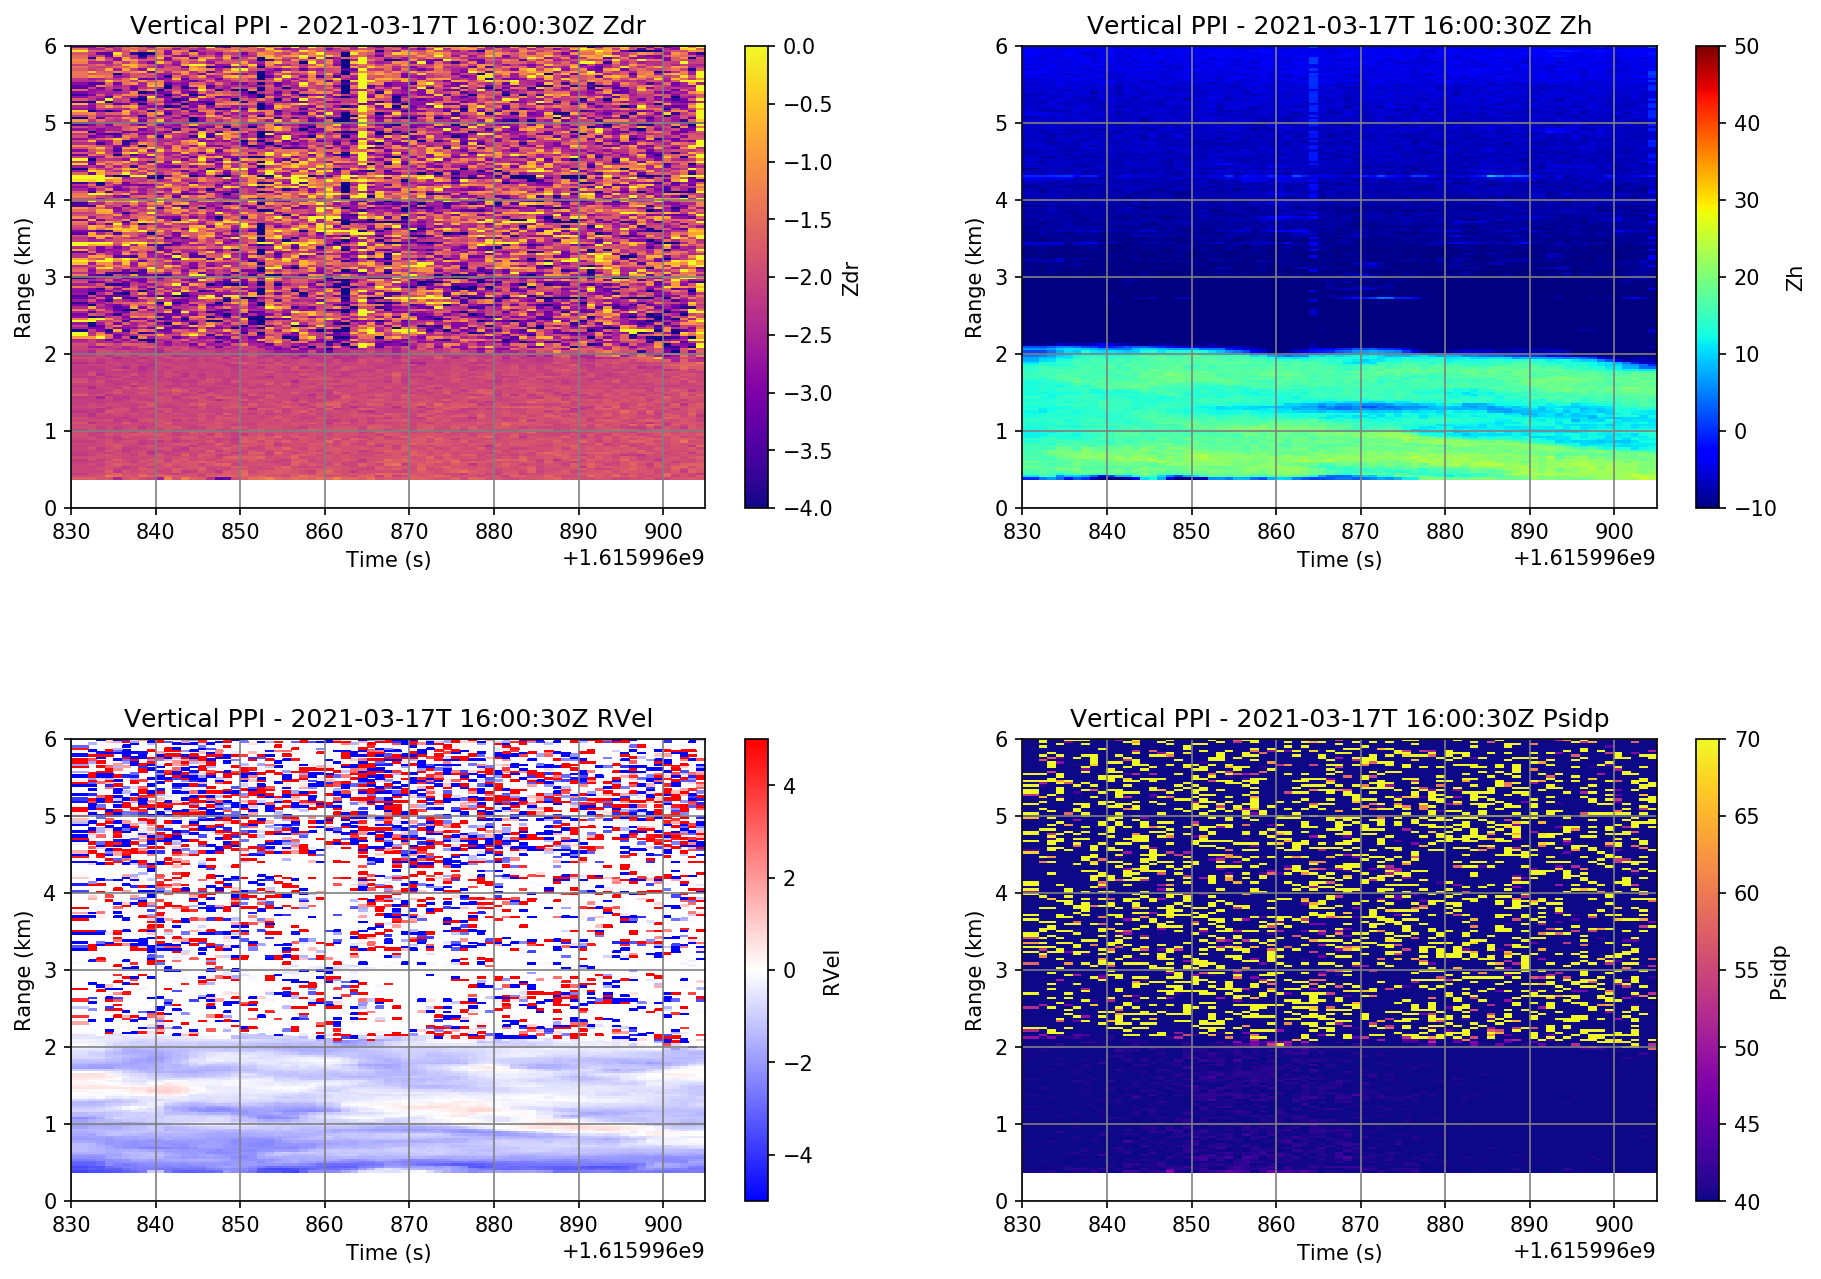 Vertical PPI - 2021-03-17T 16:00:30Z Zdr
6
5
4
3
2
1
0
Range (km)
830 840 850 860 870 880 890 900
Time (s)
+1.615996e9
0.0
−0.5
−1.0
−1.5
−2.0
−2.5
−3.0
−3.5
−4.0
Zdr
Vertical PPI - 2021-03-17T 16:00:30Z Zh
6
5
4
3
2
1
0
Range (km)
830 840 850 860 870 880 890 900
Time (s)
+1.615996e9
50
40
30
20
10
0
−10
Zh
Vertical PPI - 2021-03-17T 16:00:30Z RVel
6
5
4
3
2
1
0
Range (km)
830 840 850 860 870 880 890 900
Time (s)
+1.615996e9
4
2
0
−2
−4
RVel
Vertical PPI - 2021-03-17T 16:00:30Z Psidp
6
5
4
3
2
1
0
Range (km)
830 840 850 860 870 880 890 900
Time (s)
+1.615996e9
70
65
60
55
50
45
40
Psidp